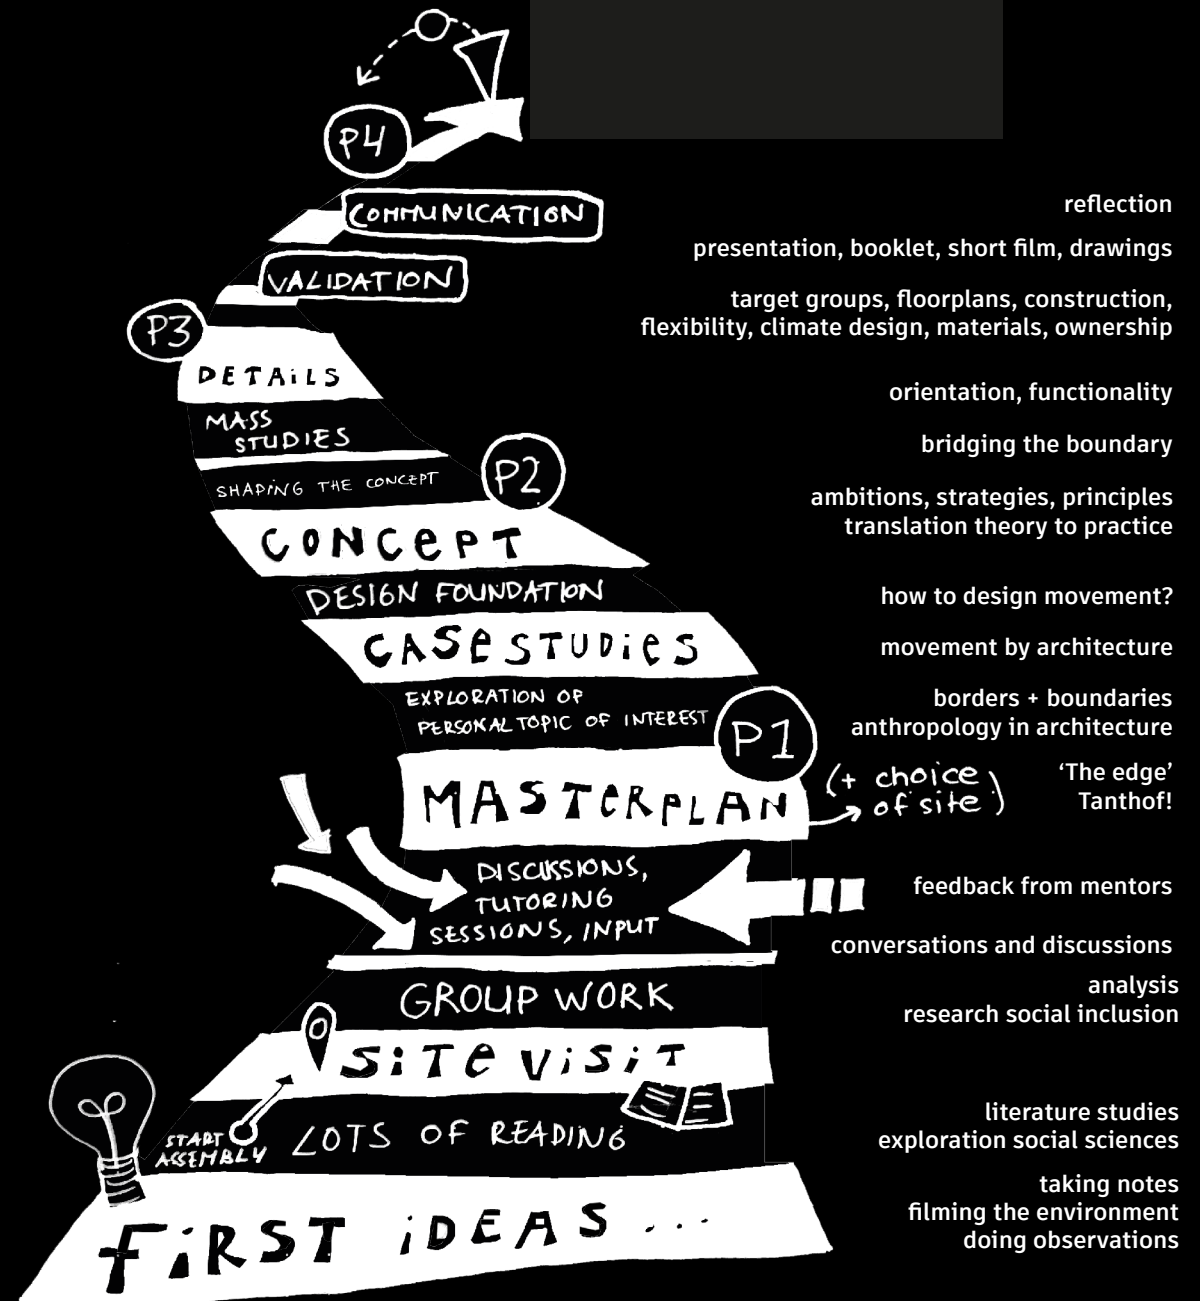 P4
COMMUNICATION
reflection
presentation, booklet, short film, drawings
VALIDATION
target groups, floorplans, construction,
flexibility, climate design, materials, ownership
P3
DETAiLS
orientation, functionality
MASS
STUDIES
bridging the boundary
P2
SHAPiNG THE CONCEPT
ambitions, strategies, principles
translation theory to practice
CONCePT
DESIGN FOUNDATION
how to design movement?
CASeSTUDieS
movement by architecture
EXPLORATION OF
PERSONAL TOPIC OF INTEREST
borders + boundaries
anthropology in architecture
P1
MASTeRPLAN
(+ choice
of site)
‘The edge’
Tanthof!
DISCUSSIONS,
TUTORING
SESSIONS, INPUT
feedback from mentors
conversations and discussions
GROUP WORK
analysis
research social inclusion
SiTe ViSiT
START
ASSEMBLY
LOTS OF READING
literature studies
exploration social sciences
FiRST iDEAS...
taking notes
filming the environment
doing observations